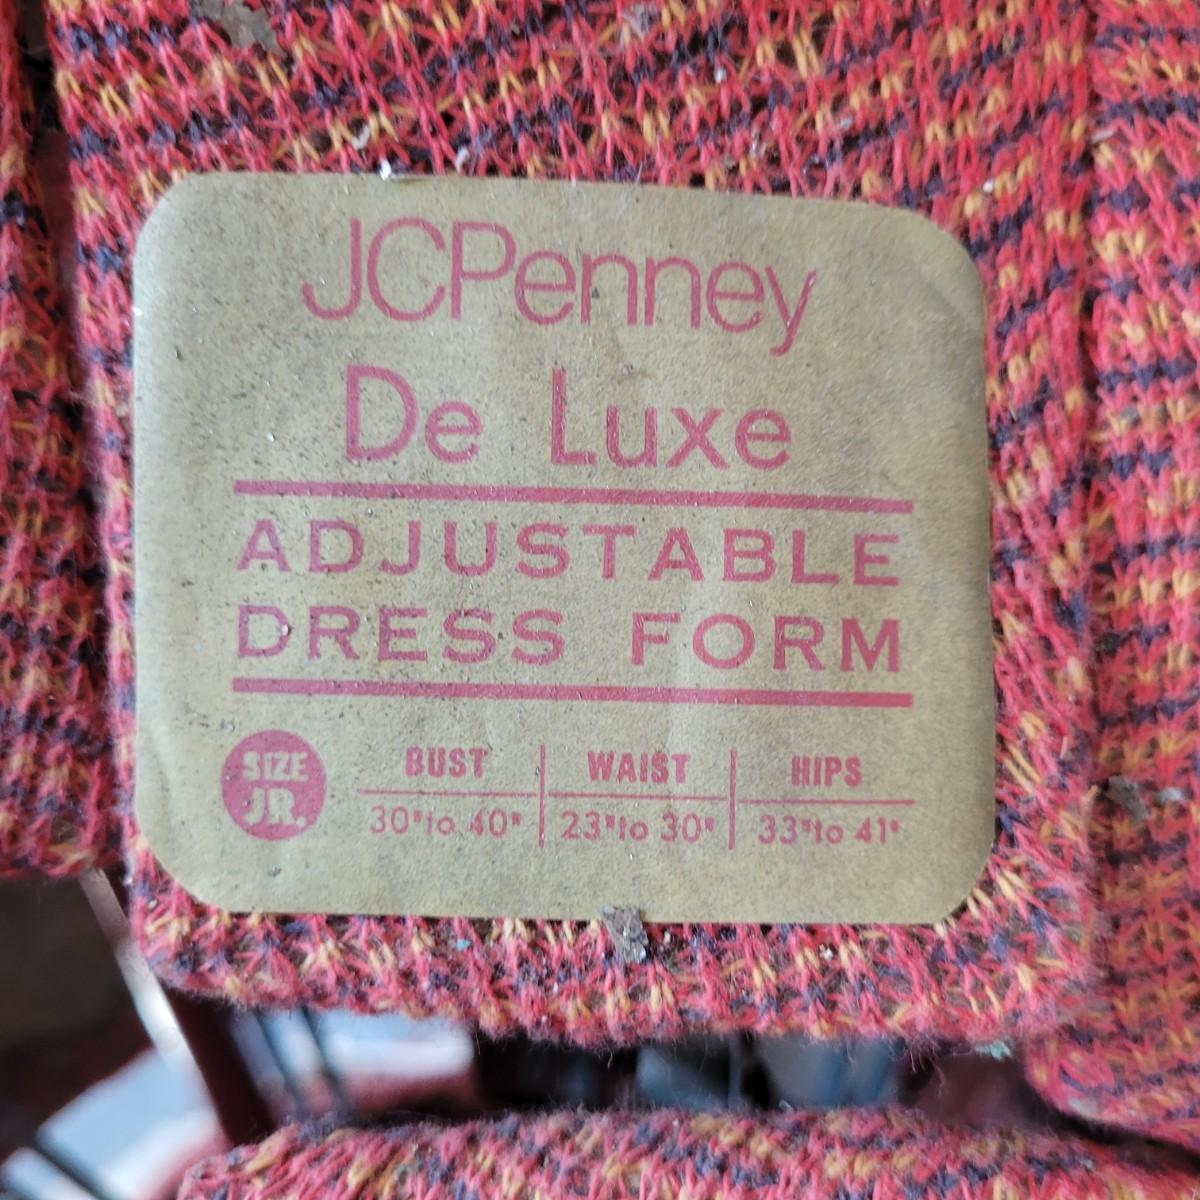 JCPenney
De Luxe
ADJUSTABLE
DRESS FORM
SIZE
JR.
BUST WAIST HIPS
30" to 40" 23" to 30" 33" to 41"